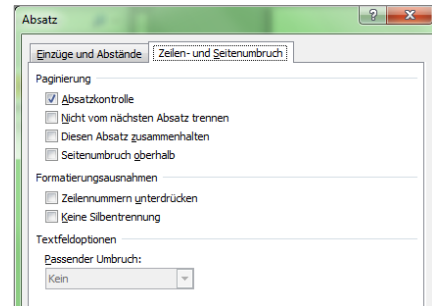 Absatz
Einzüge und Abstände
Zeilen- und Seitenumbruch
Paginierung
Absatzkontrolle
Nicht vom nächsten Absatz trennen
Diesen Absatz zusammenhalten
Seitenumbruch oberhalb
Formatierungsausnahmen
Zeilennummern unterdrücken
Keine Silbentrennung
Textfeldoptionen
Passender Umbruch:
Kein